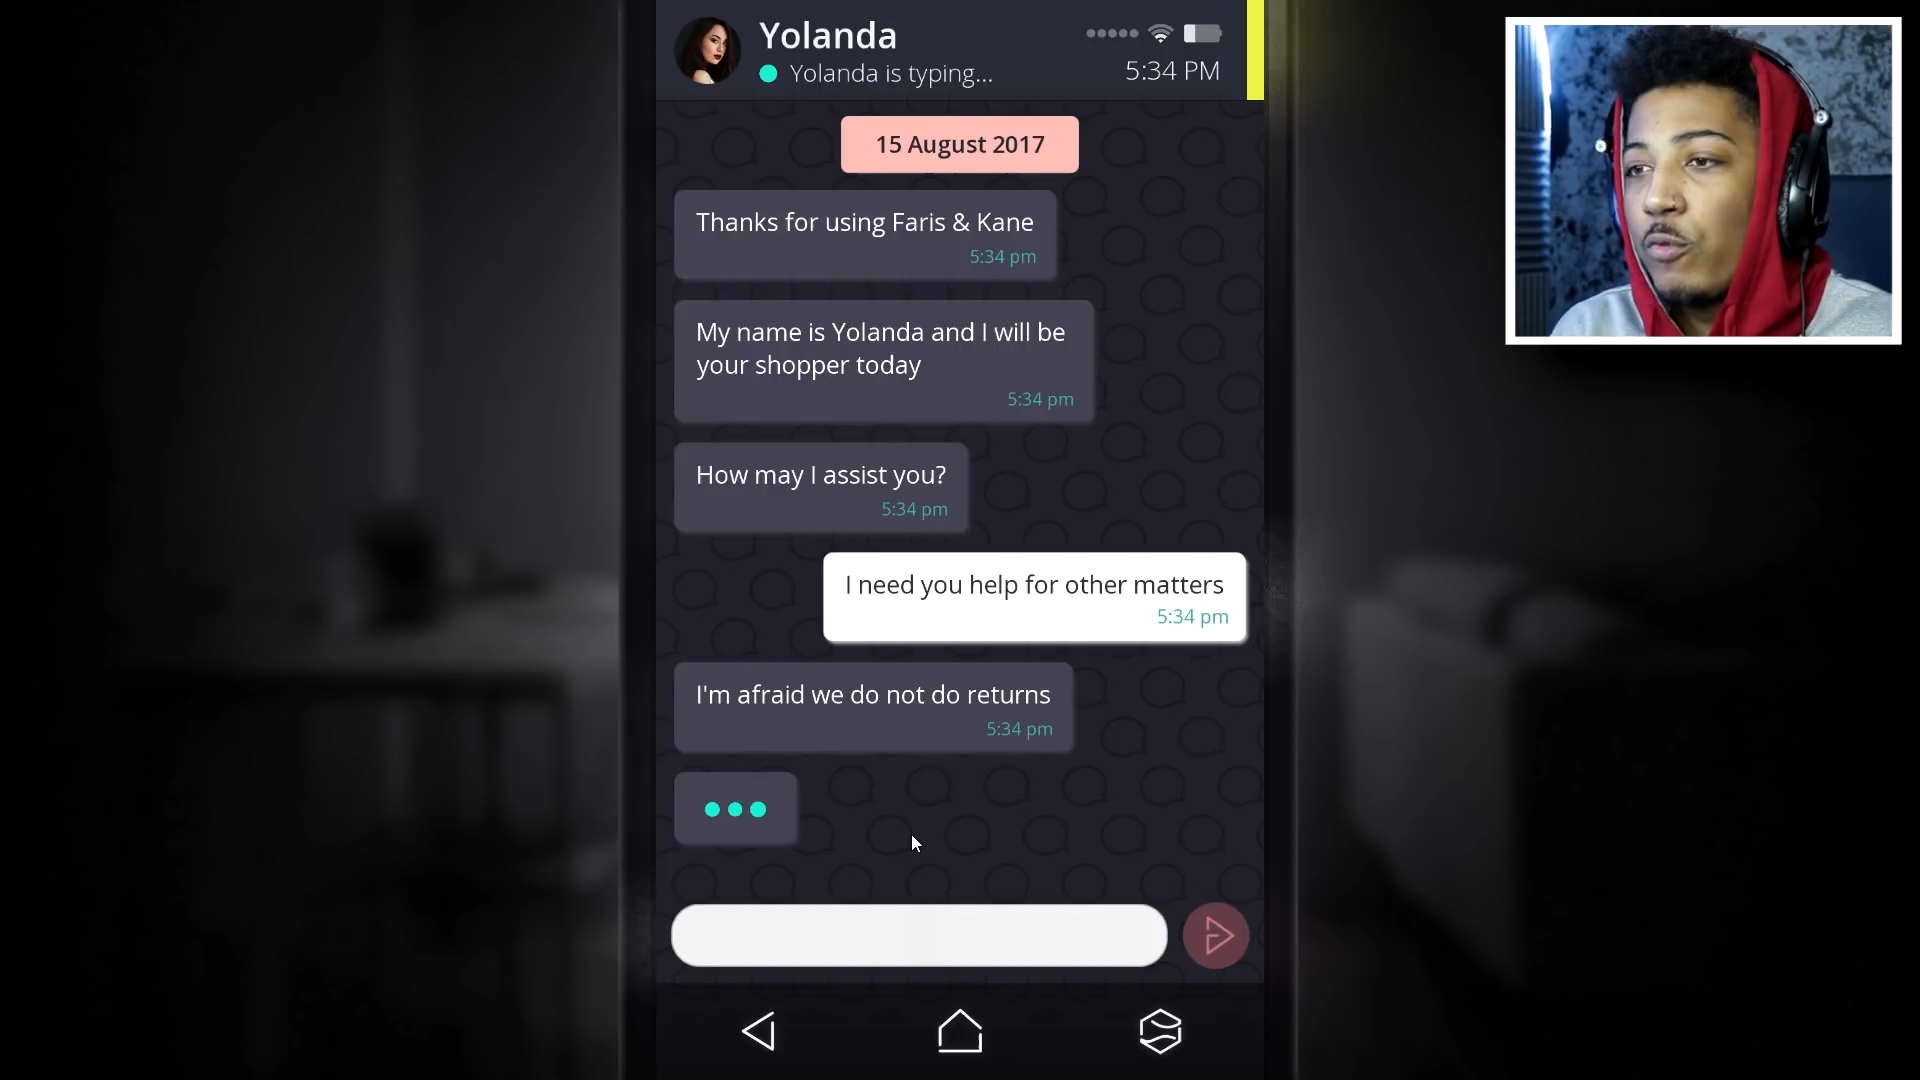 Yolanda
Yolanda is typing...
5:34 PM
15 August 2017
Thanks for using Faris & Kane
5:34 pm
My name is Yolanda and I will be
your shopper today
5:34 pm
How may I assist you?
5:34 pm
I need you help for other matters
5:34 pm
I'm afraid we do not do returns
5:34 pm